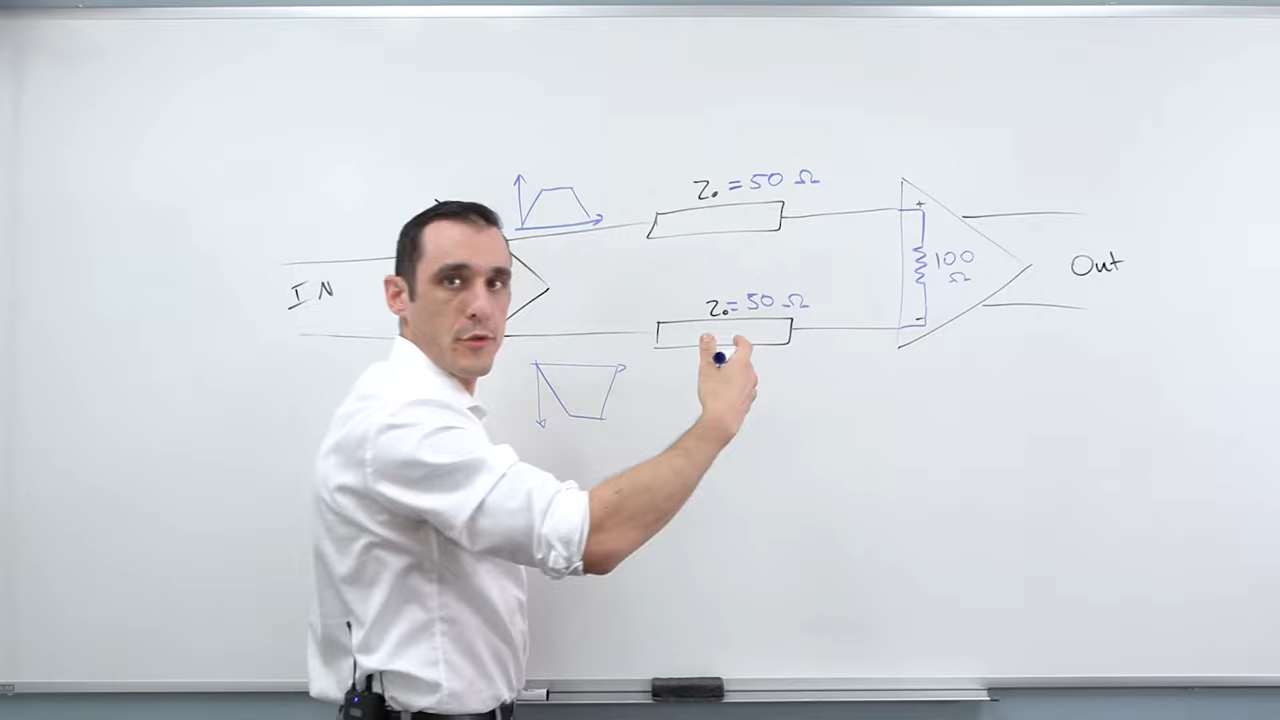 Z₀ = 50 Ω
+
IN
100
Ω
Out
Z₀ = 50 Ω
-